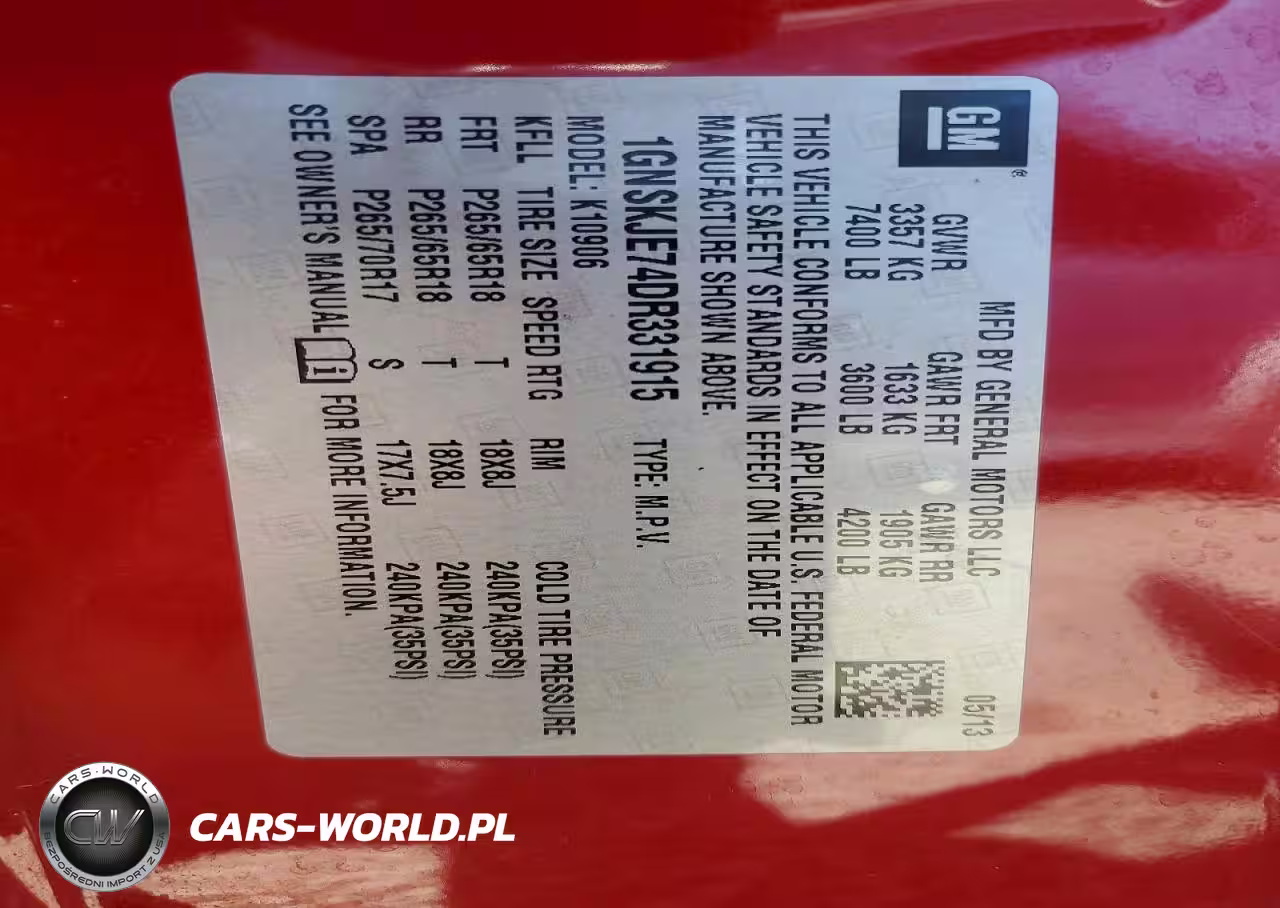 GM®
MFD BY GENERAL MOTORS LLC 05/13
GVWR GAWR FRT GAWR RR
3357 KG 1633 KG 1905 KG
7400 LB 3600 LB 4200 LB
THIS VEHICLE CONFORMS TO ALL APPLICABLE U.S. FEDERAL MOTOR
VEHICLE SAFETY STANDARDS IN EFFECT ON THE DATE OF
MANUFACTURE SHOWN ABOVE.
1GNSKJE74DR331915 TYPE: M.P.V.
MODEL: K10906
KFLL TIRE SIZE SPEED RTG RIM COLD TIRE PRESSURE
FRT P265/65R18 T 18X8J 240KPA(35PSI)
RR P265/65R18 T 18X8J 240KPA(35PSI)
SPA P265/70R17 S 17X7.5J 240KPA(35PSI)
SEE OWNER'S MANUAL i FOR MORE INFORMATION.
CARS-WORLD
CW
BEZPOŚREDNI IMPORT Z USA
CARS-WORLD.PL